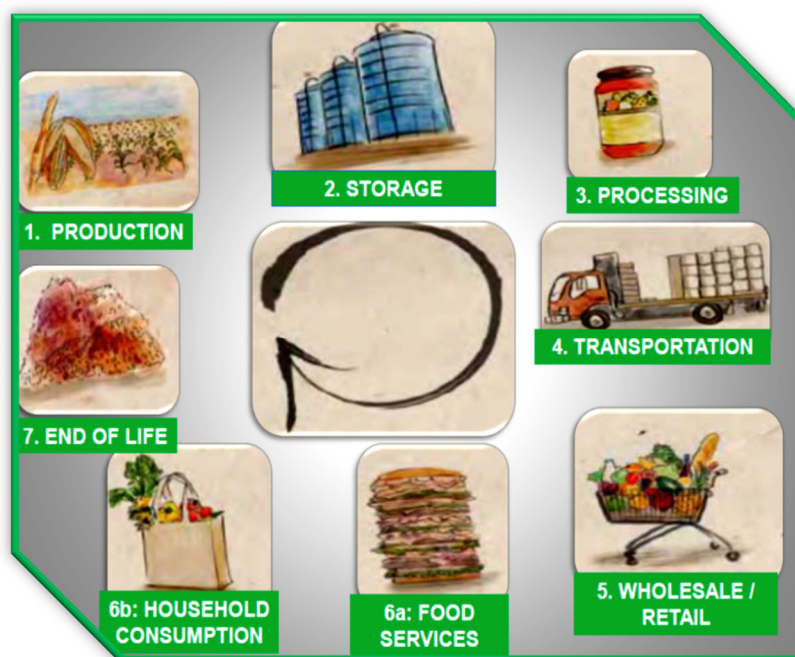 1. PRODUCTION
2. STORAGE
3. PROCESSING
4. TRANSPORTATION
5. WHOLESALE /
RETAIL
6a: FOOD
SERVICES
6b: HOUSEHOLD
CONSUMPTION
7. END OF LIFE